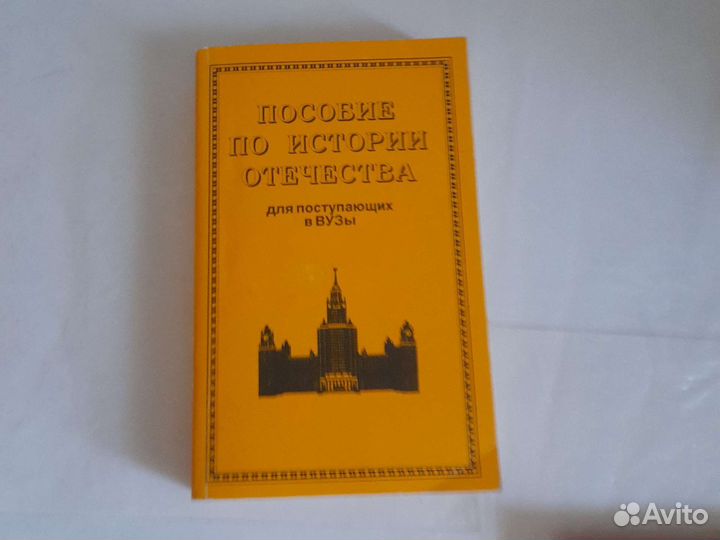 ПОСОБИЕ
ПО ИСТОРИИ
ОТЕЧЕСТВА
для поступающих
в ВУЗы
Avito